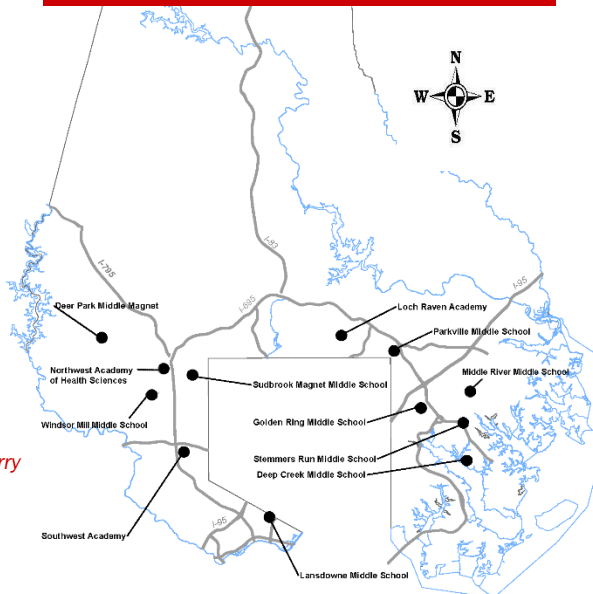 N
W E
S
I-83
I-795
I-95
I-695
Deer Park Middle Magnet
Loch Raven Academy
Parkville Middle School
Northwest Academy
of Health Sciences
Middle River Middle School
Sudbrook Magnet Middle School
Windsor Mill Middle School
Golden Ring Middle School
Stemmers Run Middle School
rry
Deep Creek Middle School
I-95
Southwest Academy
Lansdowne Middle School